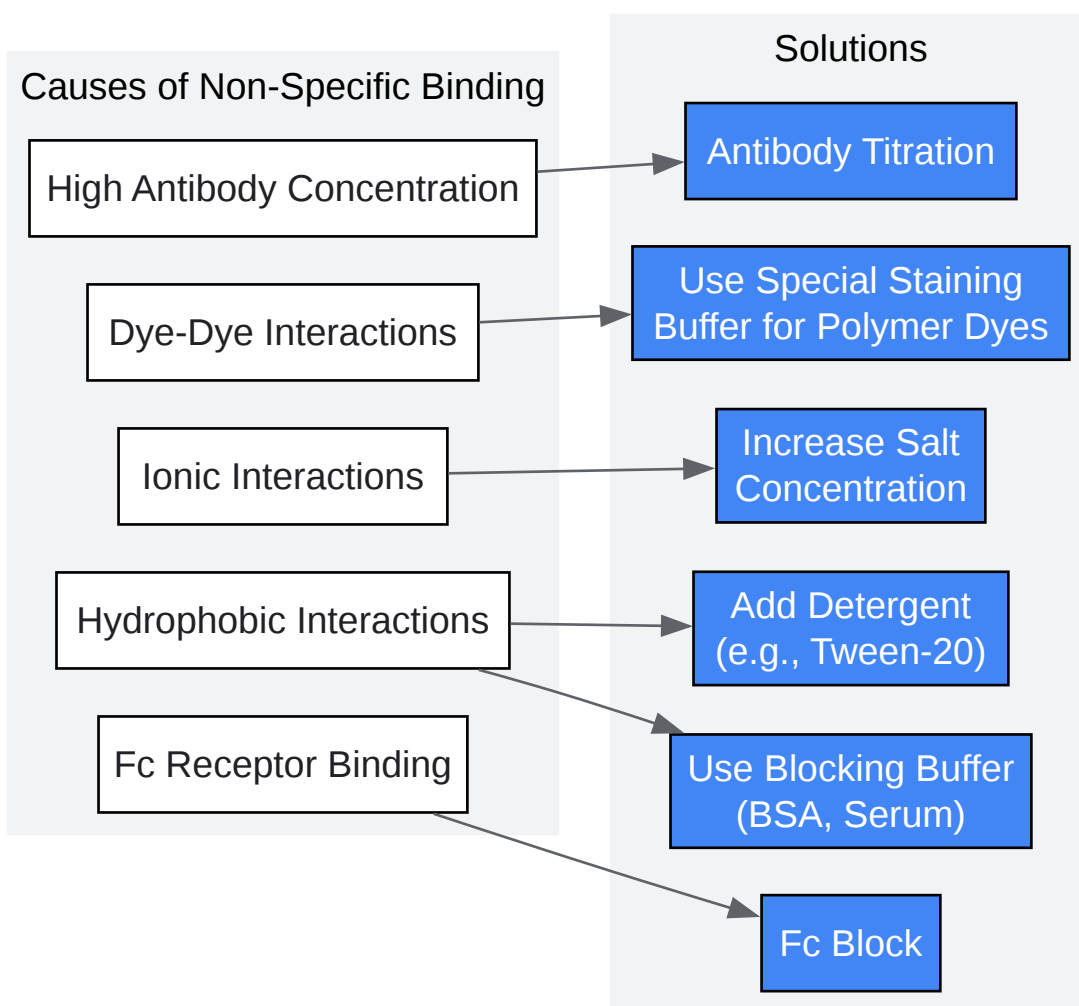 Causes of Non-Specific Binding
High Antibody Concentration
Dye-Dye Interactions
Ionic Interactions
Hydrophobic Interactions
Fc Receptor Binding
Solutions
Antibody Titration
Use Special Staining
Buffer for Polymer Dyes
Increase Salt
Concentration
Add Detergent
(e.g., Tween-20)
Use Blocking Buffer
(BSA, Serum)
Fc Block